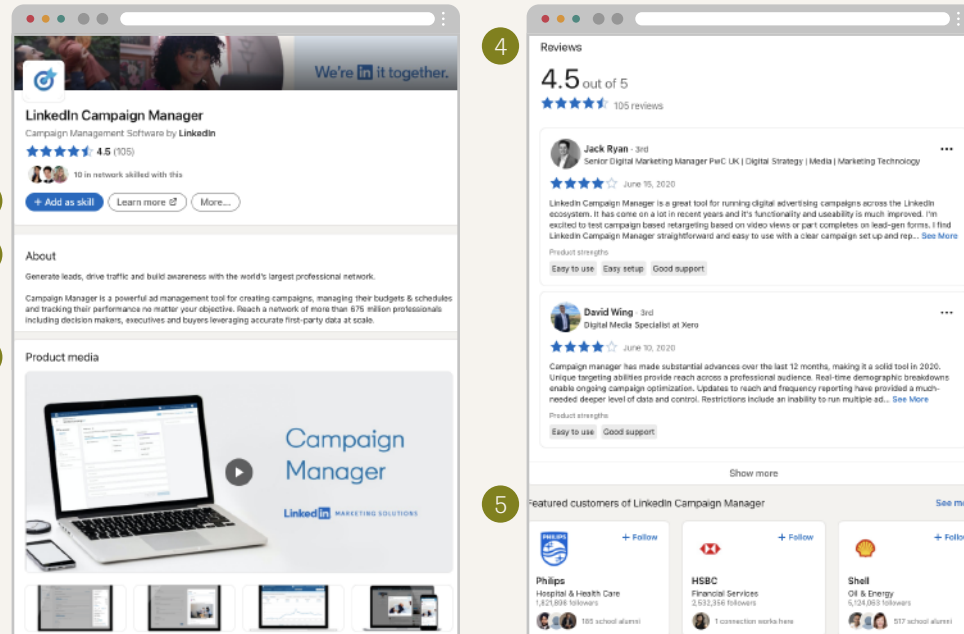 We're in it together.
LinkedIn Campaign Manager
Campaign Management Software by LinkedIn
4.5 (105)
10 in network skilled with this
+ Add as skill
Learn more
More...
About
Generate leads, drive traffic and build awareness with the world's largest professional network.
Campaign Manager is a powerful ad management tool for creating campaigns, managing their budgets & schedules
and tracking their performance no matter your objective. Reach a network of more than 675 million professionals
including decision makers, executives and buyers leveraging accurate first-party data at scale.
Product media
Campaign
Manager
Linked in MARKETING SOLUTIONS
4
Reviews
4.5 out of 5
105 reviews
Jack Ryan · 3rd
Senior Digital Marketing Manager PwC UK | Digital Strategy | Media | Marketing Technology
June 15, 2020
LinkedIn Campaign Manager is a great tool for running digital advertising campaigns across the LinkedIn
ecosystem. It has come on a lot in recent years and it's functionality and useability is much improved. I'm
excited to test campaign based retargeting based on video views or part completes on lead-gen forms. I find
LinkedIn Campaign Manager straightforward and easy to use with a clear campaign set up and rep... See More
Product strengths
Easy to use Easy setup Good support
David Wing · 3rd
Digital Media Specialist at Xero
June 10, 2020
Campaign manager has made substantial advances over the last 12 months, making it a solid tool in 2020.
Unique targeting abilities provide reach across a professional audience. Real-time demographic breakdowns
enable ongoing campaign optimization. Updates to reach and frequency reporting have provided a much-
needed deeper level of data and control. Restrictions include an inability to run multiple ad... See More
Product strengths
Easy to use Good support
Show more
5
Featured customers of LinkedIn Campaign Manager
See mo
PHILIPS
+ Follow
Philips
Hospital & Health Care
1,821,896 followers
185 school alumni
+ Follow
HSBC
Financial Services
2,532,356 followers
1 connection works here
+ Follow
Shell
Oil & Energy
5,124,063 followers
517 school alumni